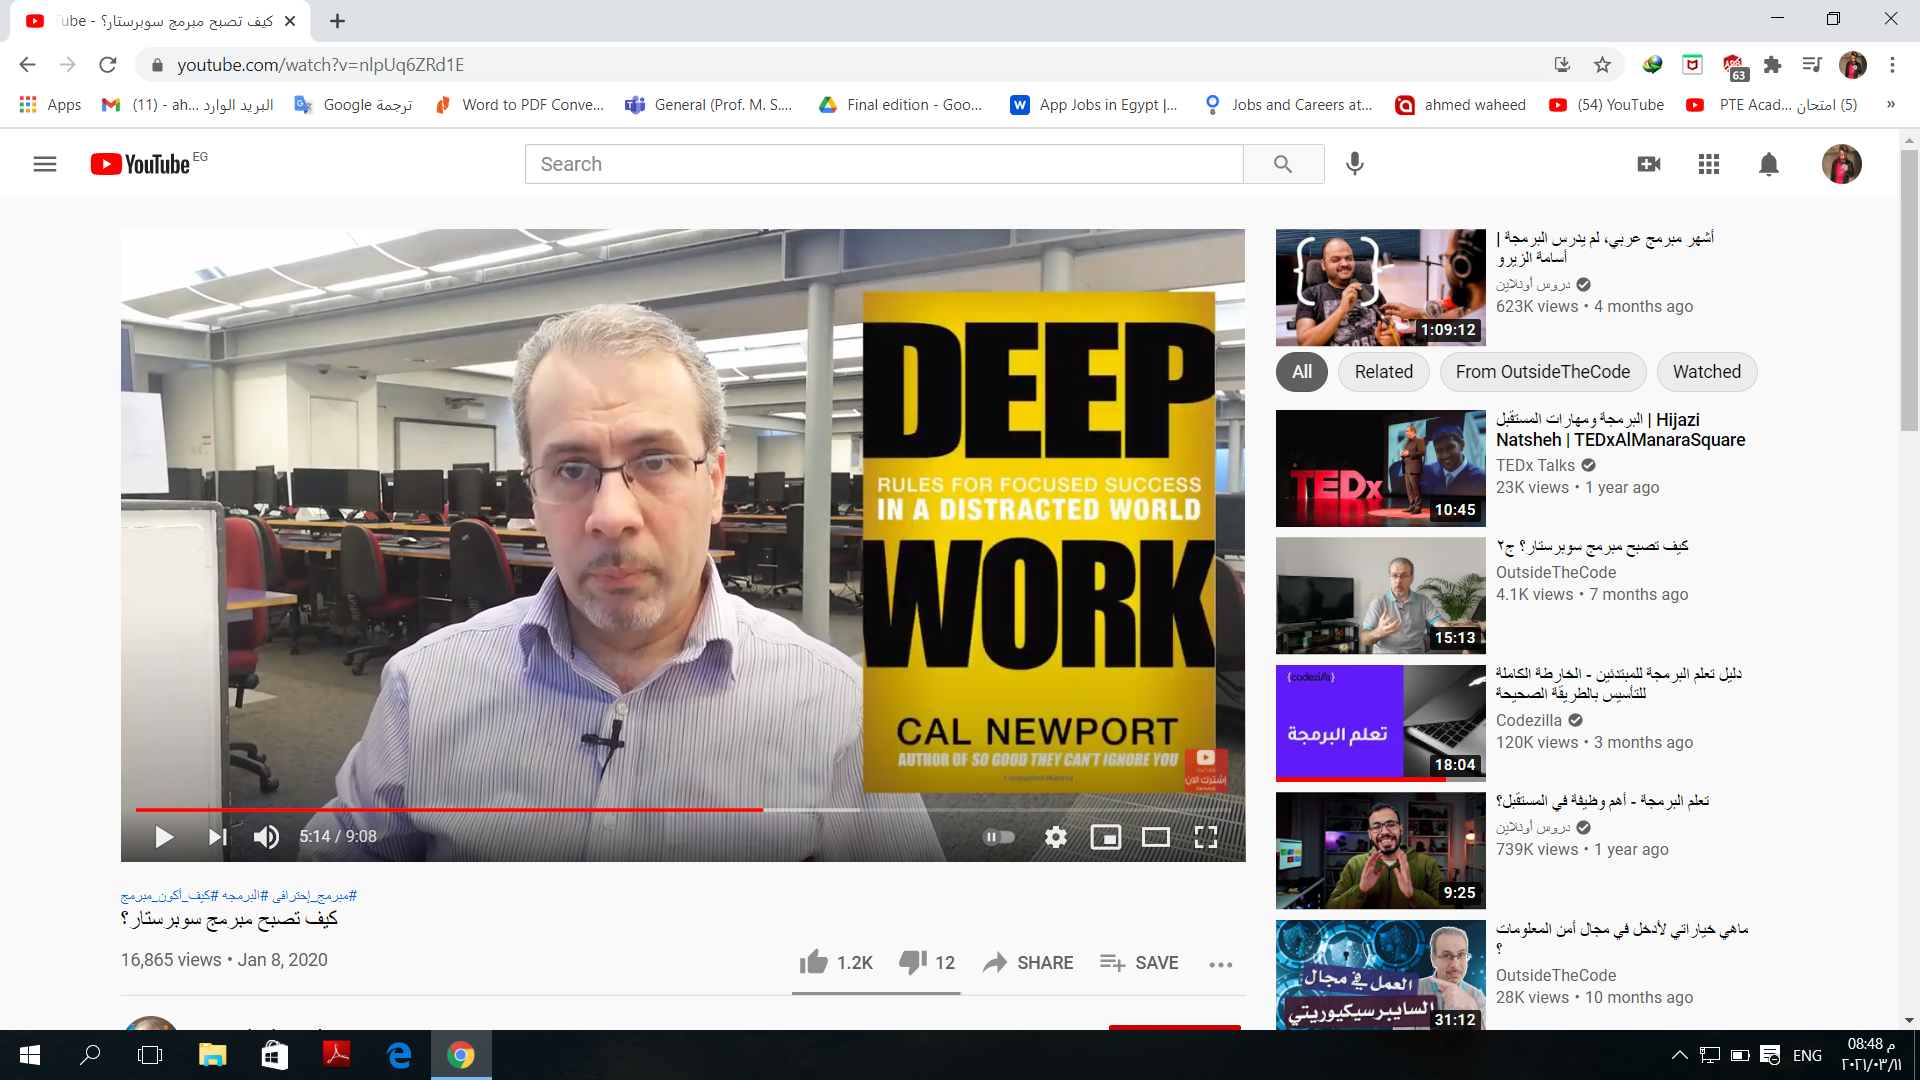 كيف تصبح مبرمج سوبرستار؟ - Tube
youtube.com/watch?v=nlpUq6ZRd1E
63
Apps
البريد الوارد (11) - ah...
ترجمة Google
Word to PDF Conve...
General (Prof. M. S....
Final edition - Goo...
App Jobs in Egypt |...
Jobs and Careers at...
ahmed waheed
(54) YouTube
(5) امتحان PTE Acad...
»
YouTube EG
Search
DEEP
RULES FOR FOCUSED SUCCESS
IN A DISTRACTED WORLD
WORK
CAL NEWPORT
AUTHOR OF SO GOOD THEY CAN'T IGNORE YOU
Copyrighted Material
إشترك الآن
5:14 / 9:08
#مبرمج_إحترافى #البرمجه #كيف_أكون_مبرمج
كيف تصبح مبرمج سوبرستار؟
16,865 views • Jan 8, 2020
1.2K
12
SHARE
SAVE
أشهر مبرمج عربي، لم يدرس البرمجة |
أسامة الزيرو
دروس أونلاين
623K views • 4 months ago
1:09:12
All
Related
From OutsideTheCode
Watched
البرمجة ومهارات المستقبل | Hijazi
Natsheh | TEDxAlManaraSquare
TEDx Talks
23K views • 1 year ago
TEDx
10:45
كيف تصبح مبرمج سوبرستار؟ ج٢
OutsideTheCode
4.1K views • 7 months ago
15:13
{codezilla}
تعلم البرمجة
18:04
دليل تعلم البرمجة للمبتدئين - الخارطة الكاملة
للتأسيس بالطريقة الصحيحة
Codezilla
120K views • 3 months ago
تعلم البرمجة - أهم وظيفة في المستقبل؟
دروس أونلاين
739K views • 1 year ago
9:25
ماهي خياراتي لأدخل في مجال أمن المعلومات
؟
OutsideTheCode
28K views • 10 months ago
العمل في مجال
السايبرسيكيوريتي
31:12
ENG
08:48 م
٢٠٢١/٠٣/١١